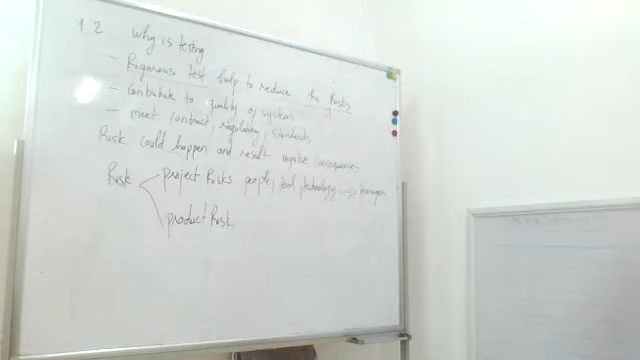 1.2 Why is testing
- Rigorous test help to reduce the Risks
- Contribute to quality of system
- meet contract, regulatory, standards
Risk could happen and result negative consequences
Risk project Risks people, tool, technology, → manager
product Risk